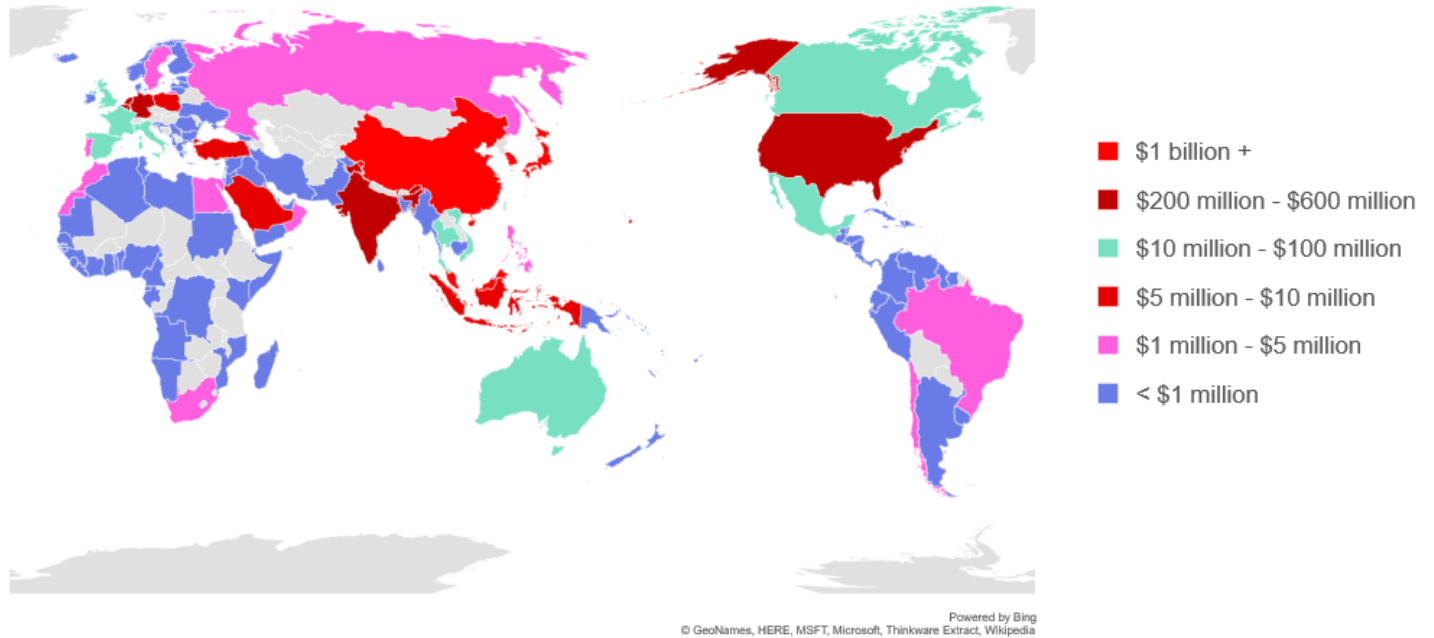 $1 billion +
$200 million - $600 million
$10 million - $100 million
$5 million - $10 million
$1 million - $5 million
< $1 million
Powered by Bing
© GeoNames, HERE, MSFT, Microsoft, Thinkware Extract, Wikipedia